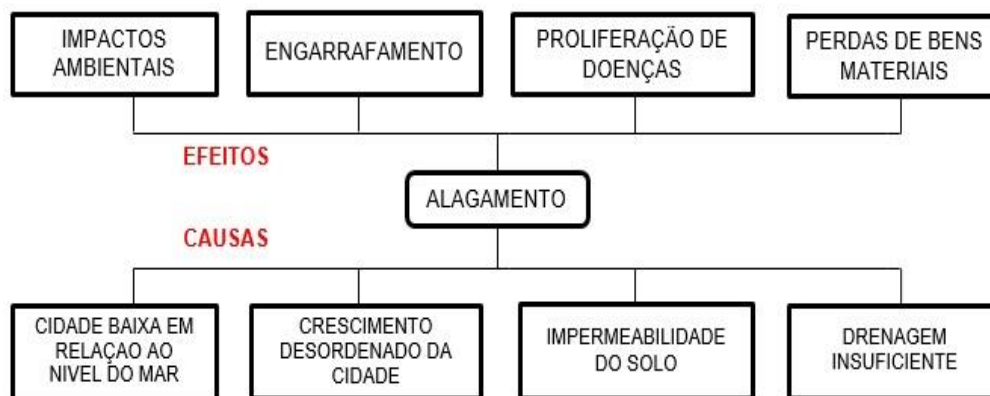 IMPACTOS
AMBIENTAIS
ENGARRAFAMENTO
PROLIFERAÇÃO DE
DOENÇAS
PERDAS DE BENS
MATERIAIS
EFEITOS
ALAGAMENTO
CAUSAS
CIDADE BAIXA EM
RELAÇAO AO
NIVEL DO MAR
CRESCIMENTO
DESORDENADO DA
CIDADE
IMPERMEABILIDADE
DO SOLO
DRENAGEM
INSUFICIENTE